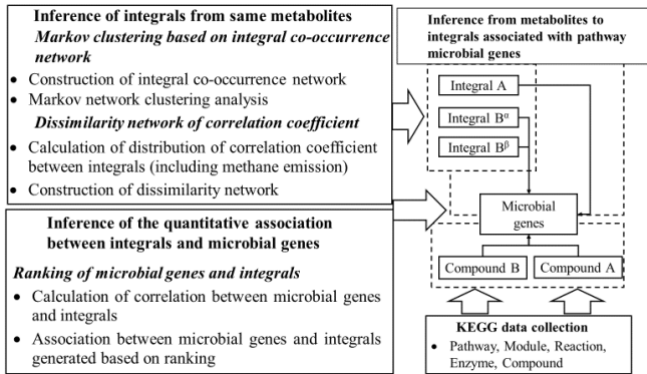 Inference of integrals from same metabolites
Markov clustering based on integral co-occurrence
network
• Construction of integral co-occurrence network
• Markov network clustering analysis
Dissimilarity network of correlation coefficient
• Calculation of distribution of correlation coefficient
between integrals (including methane emission)
• Construction of dissimilarity network
Inference of the quantitative association
between integrals and microbial genes
Ranking of microbial genes and integrals
• Calculation of correlation between microbial genes
and integrals
• Association between microbial genes and integrals
generated based on ranking
Inference from metabolites to
integrals associated with pathway
microbial genes
Integral A
Integral Bα
Integral Bβ
Microbial
genes
Compound B
Compound A
KEGG data collection
• Pathway, Module, Reaction,
Enzyme, Compound